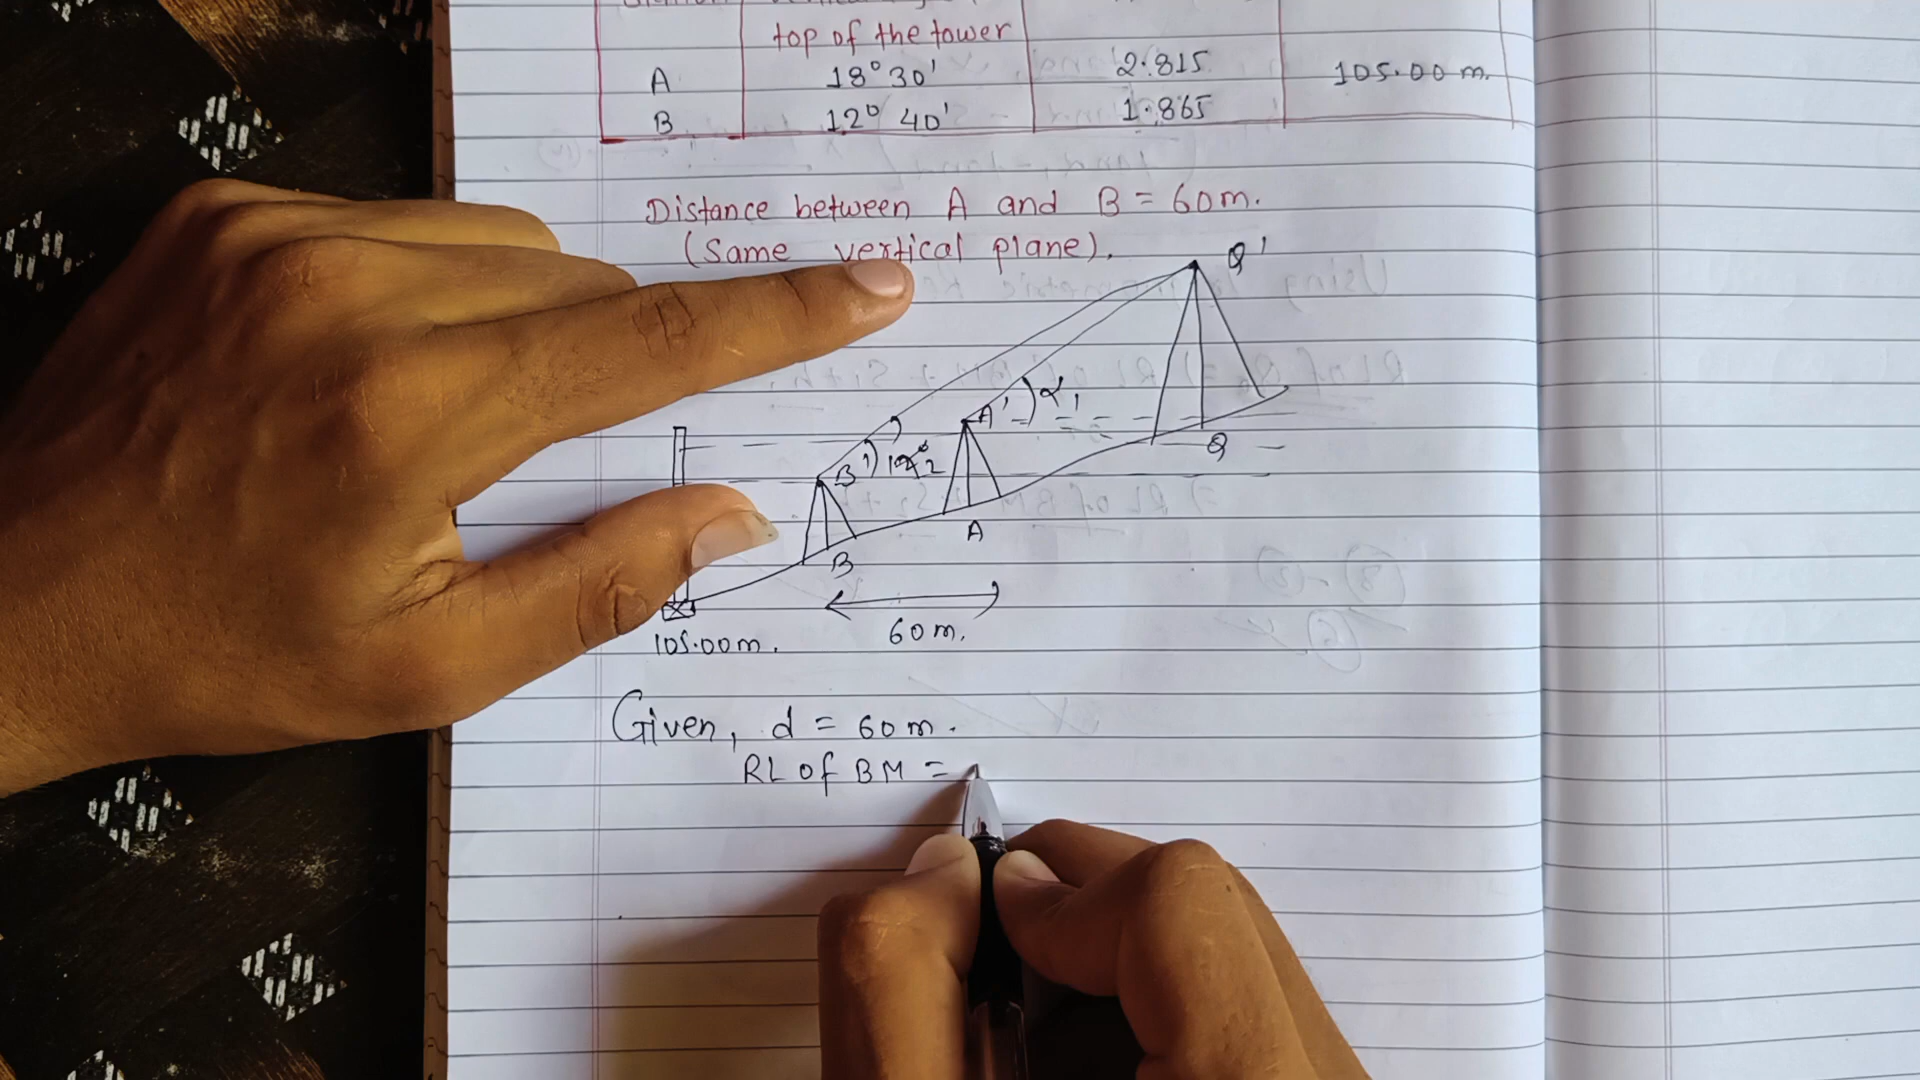 top of the tower
A 18° 30' 2.815 105.00 m.
B 12° 40' 1.865
Distance between A and B = 60m.
(Same vertical plane).
Q'
A' α1
B' α2
Q
A
B
60m.
105.00m.
Given, d = 60m.
RL of BM =